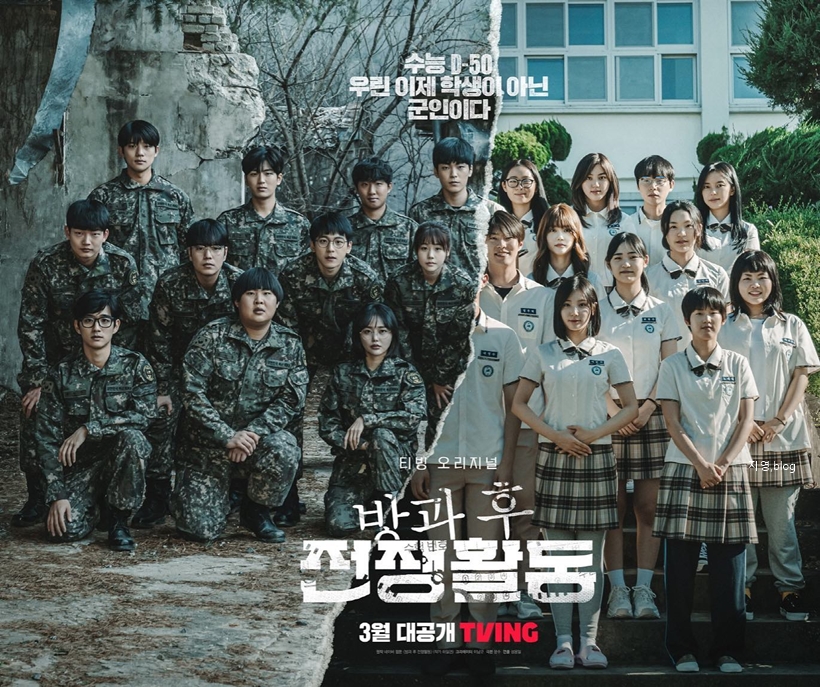 수능 D-50
우린 이제 학생이 아닌
군인이다
지영.blog
티빙 오리지널
방과 후
전쟁활동
3월 대공개 TVING